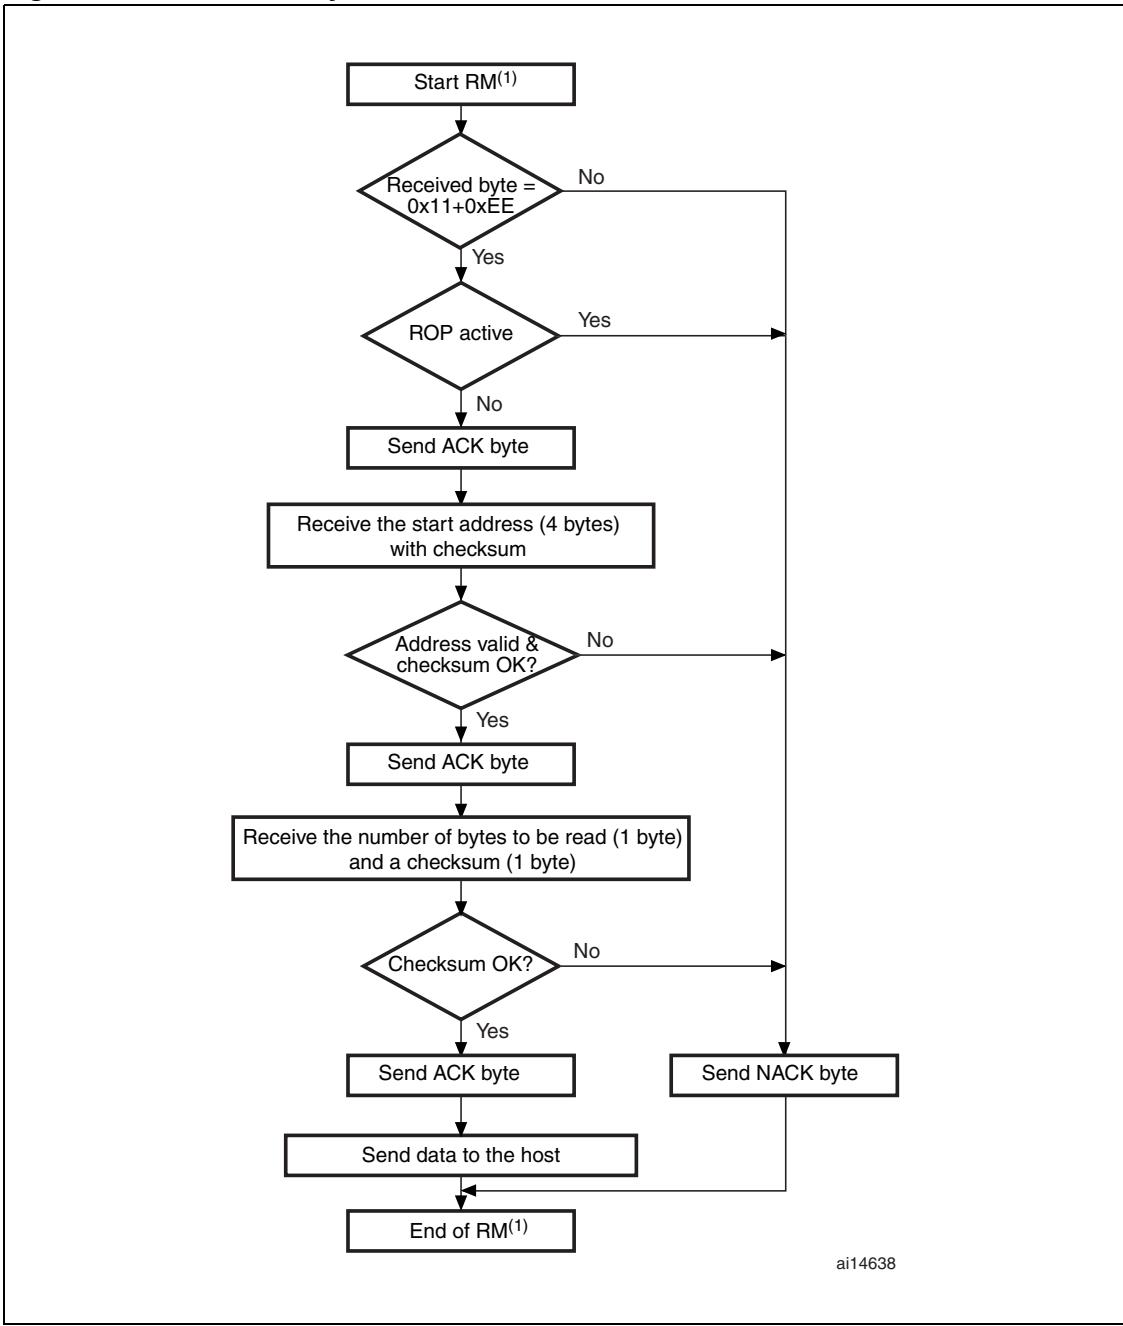 Start RM(1)
Received byte =
0x11+0xEE
No
Yes
ROP active
Yes
No
Send ACK byte
Receive the start address (4 bytes)
with checksum
Address valid &
checksum OK?
No
Yes
Send ACK byte
Receive the number of bytes to be read (1 byte)
and a checksum (1 byte)
Checksum OK?
No
Yes
Send ACK byte
Send NACK byte
Send data to the host
End of RM(1)
ai14638